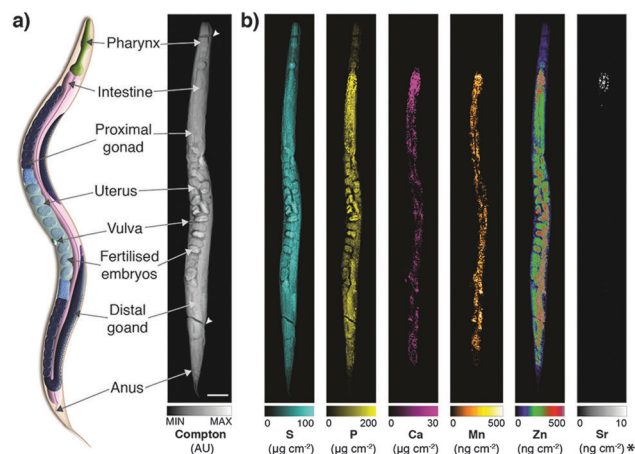 a)
b)
Pharynx
Intestine
Proximal
gonad
Uterus
Vulva
Fertilised
embryos
Distal
goand
Anus
MIN MAX
Compton
(AU)
0 100
S
(µg cm-2)
0 200
P
(µg cm-2)
0 30
Ca
(µg cm-2)
0 500
Mn
(ng cm-2)
0 500
Zn
(ng cm-2)
Sr
(ng cm-2)*